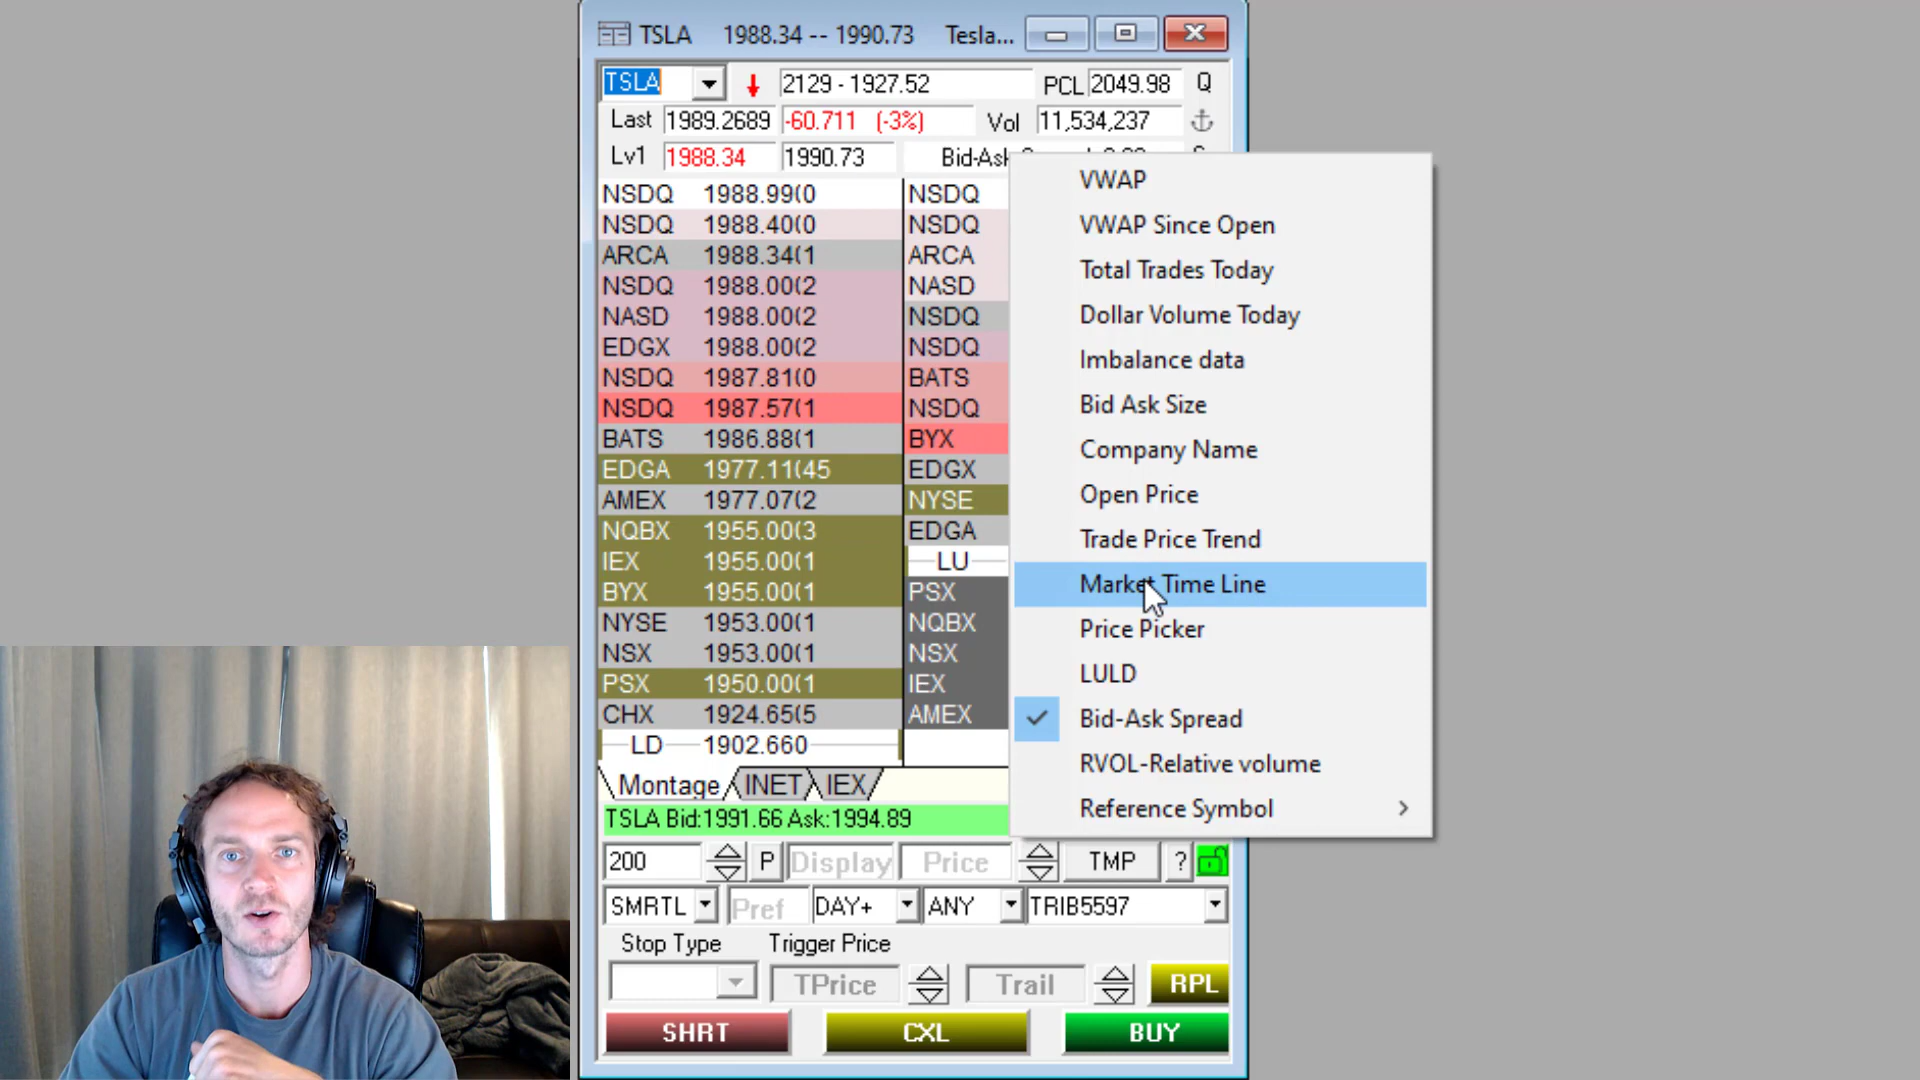 TSLA 1988.34 -- 1990.73 Tesla...
TSLA 2129 - 1927.52 PCL 2049.98 Q
Last 1989.2689 -60.711 (-3%) Vol 11,534,237
Lv1 1988.34 1990.73 Bid-Ask
NSDQ 1988.99(0 NSDQ
NSDQ 1988.40(0 NSDQ
ARCA 1988.34(1 ARCA
NSDQ 1988.00(2 NASD
NASD 1988.00(2 NSDQ
EDGX 1988.00(2 NSDQ
NSDQ 1987.81(0 BATS
NSDQ 1987.57(1 NSDQ
BATS 1986.88(1 BYX
EDGA 1977.11(45 EDGX
AMEX 1977.07(2 NYSE
NQBX 1955.00(3 EDGA
IEX 1955.00(1 LU
BYX 1955.00(1 PSX
NYSE 1953.00(1 NQBX
NSX 1953.00(1 NSX
PSX 1950.00(1 IEX
CHX 1924.65(5 AMEX
LD 1902.660
VWAP
VWAP Since Open
Total Trades Today
Dollar Volume Today
Imbalance data
Bid Ask Size
Company Name
Open Price
Trade Price Trend
Market Time Line
Price Picker
LULD
Bid-Ask Spread
RVOL-Relative volume
Reference Symbol
Montage INET IEX
TSLA Bid:1991.66 Ask:1994.89
200 P Display Price TMP ?
SMRTL Pref DAY+ ANY TRIB5597
Stop Type Trigger Price
TPrice Trail RPL
SHRT CXL BUY